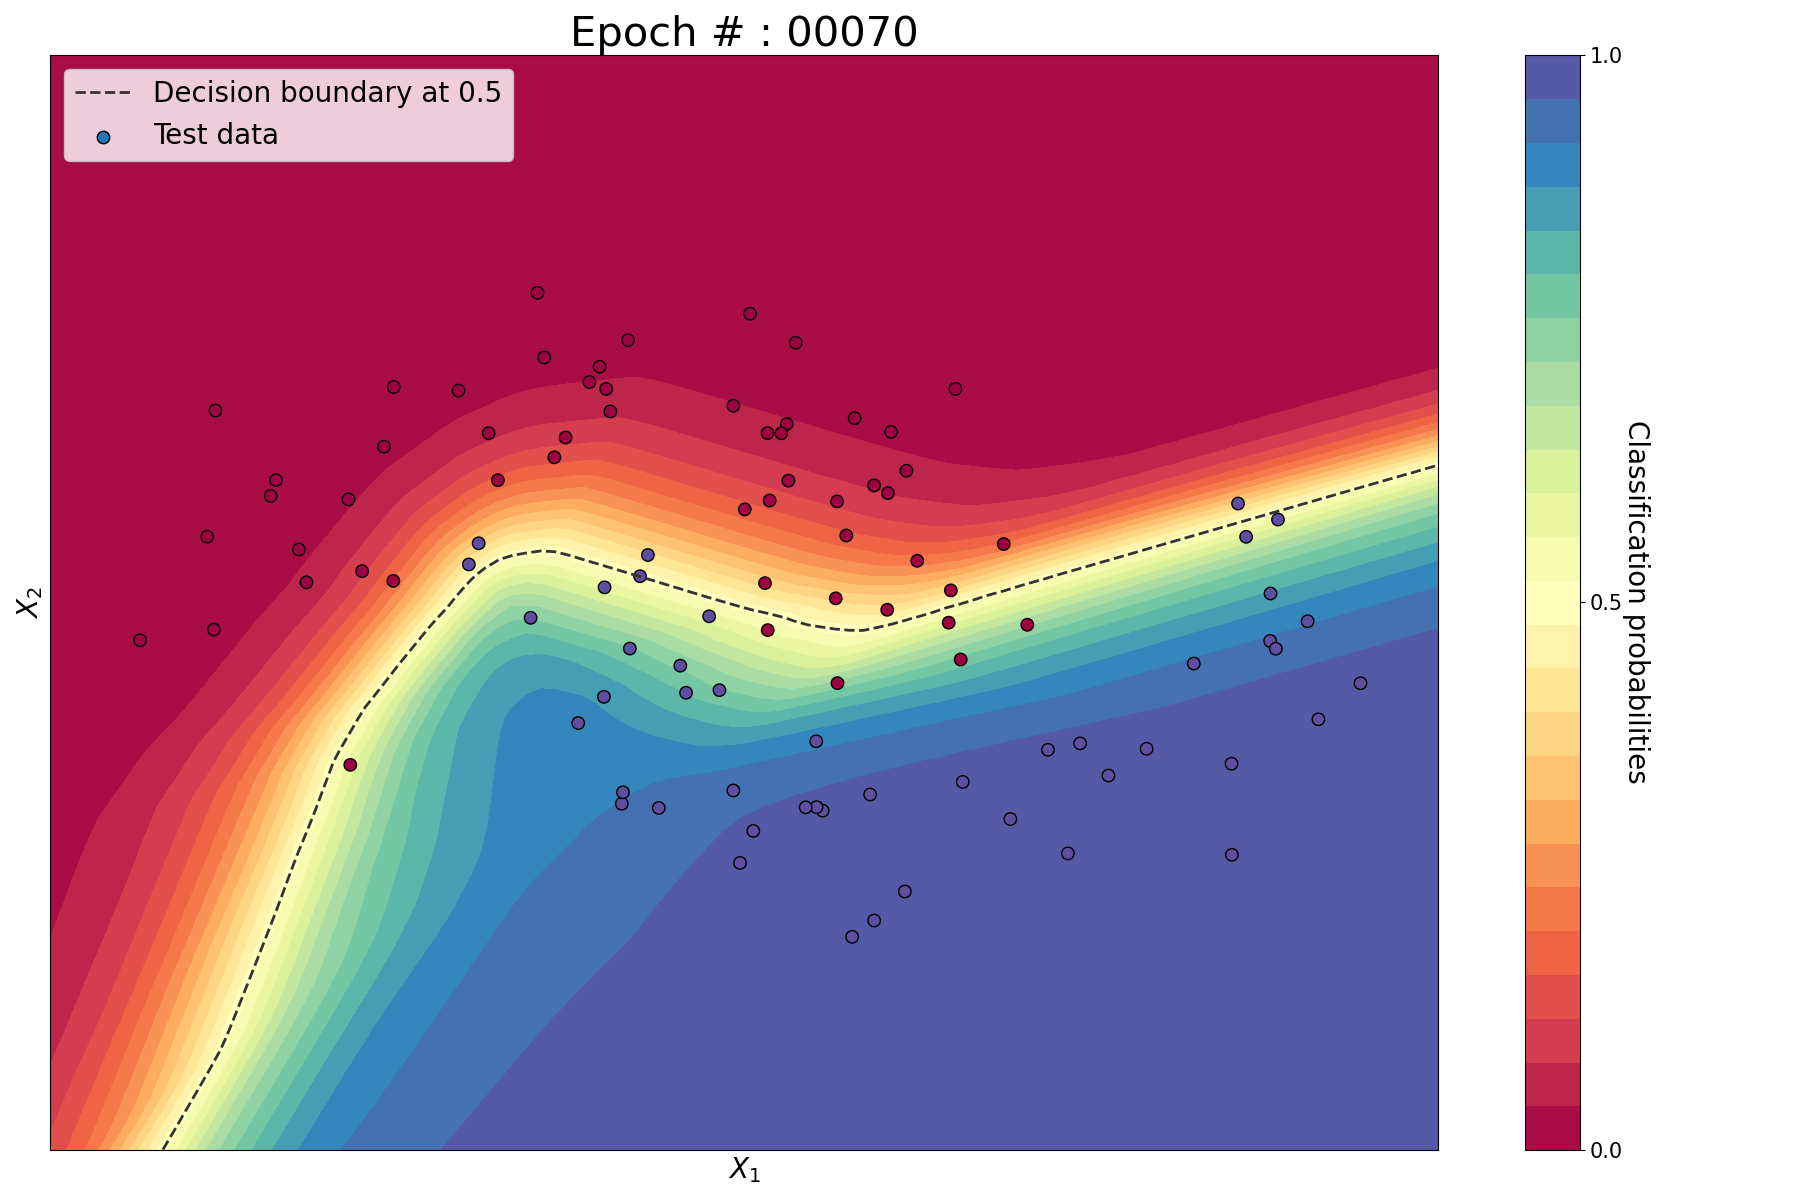 Epoch # : 00070
Decision boundary at 0.5
Test data
X₂
X₁
1.0
0.5
0.0
Classification probabilities